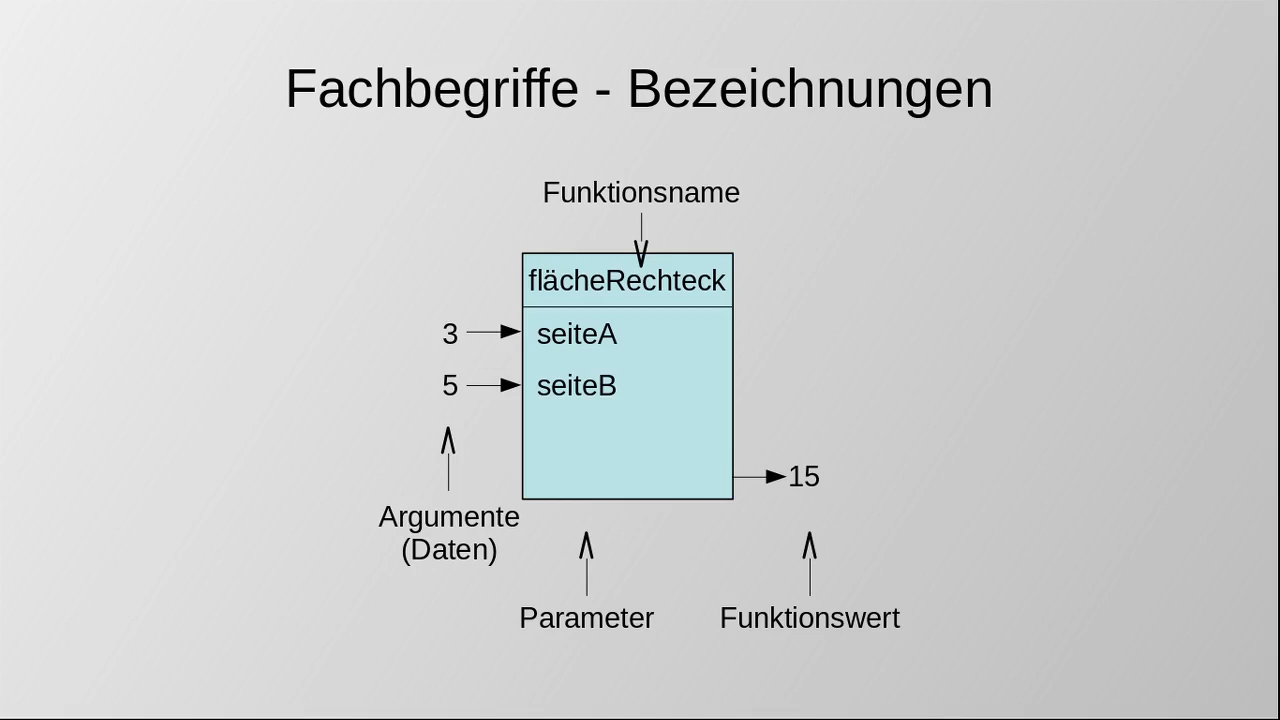 Fachbegriffe - Bezeichnungen
Funktionsname
flächeRechteck
3 seiteA
5 seiteB
15
Argumente
(Daten)
Parameter Funktionswert